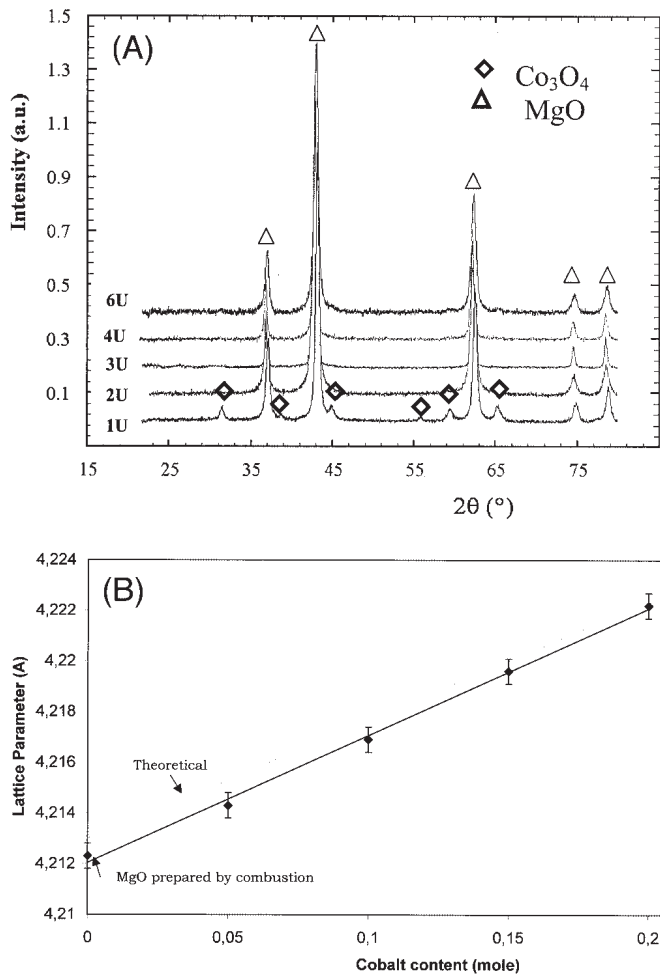 (A)
Intensity (a.u.)
1.5
1.3
1.1
0.9
0.7
0.5
0.3
0.1
◇ Co₃O₄
△ MgO
6U
4U
3U
2U
1U
15 25 35 45 55 65 75
2θ (°)
(B)
Lattice Parameter (A)
4,224
4,222
4,22
4,218
4,216
4,214
4,212
4,21
Theoretical
MgO prepared by combustion
0 0,05 0,1 0,15 0,2
Cobalt content (mole)